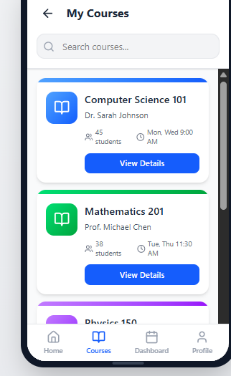 My Courses
Search courses...
Computer Science 101
Dr. Sarah Johnson
45 students
Mon, Wed 9:00 AM
View Details
Mathematics 201
Prof. Michael Chen
38 students
Tue, Thu 11:30 AM
View Details
Physics 150
Home
Courses
Dashboard
Profile